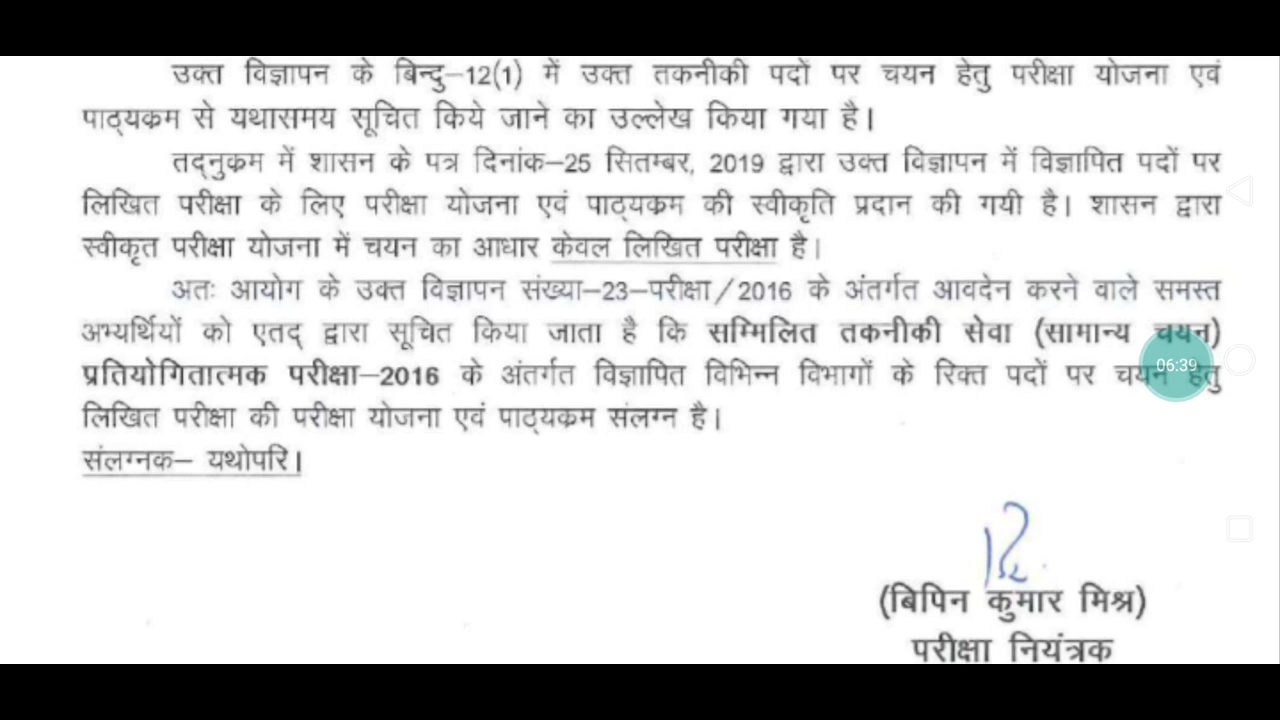 उक्त विज्ञापन के बिन्दु–12(1) में उक्त तकनीकी पदों पर चयन हेतु परीक्षा योजना एवं
पाठ्यक्रम से यथासमय सूचित किये जाने का उल्लेख किया गया है।
तद्नुक्रम में शासन के पत्र दिनांक–25 सितम्बर, 2019 द्वारा उक्त विज्ञापन में विज्ञापित पदों पर
लिखित परीक्षा के लिए परीक्षा योजना एवं पाठ्यक्रम की स्वीकृति प्रदान की गयी है। शासन द्वारा
स्वीकृत परीक्षा योजना में चयन का आधार केवल लिखित परीक्षा है।
अतः आयोग के उक्त विज्ञापन संख्या–23–परीक्षा/2016 के अंतर्गत आवदेन करने वाले समस्त
अभ्यर्थियों को एतद् द्वारा सूचित किया जाता है कि सम्मिलित तकनीकी सेवा (सामान्य चयन)
प्रतियोगितात्मक परीक्षा–2016 के अंतर्गत विज्ञापित विभिन्न विभागों के रिक्त पदों पर चयन हेतु
06:39
लिखित परीक्षा की परीक्षा योजना एवं पाठ्यक्रम संलग्न है।
संलग्नक– यथोपरि।
(बिपिन कुमार मिश्र)
परीक्षा नियंत्रक